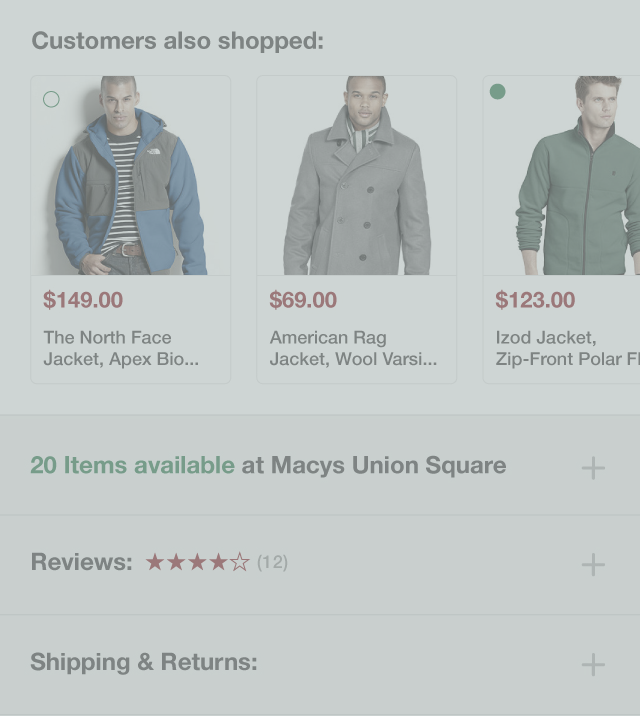 Customers also shopped:
$149.00
The North Face
Jacket, Apex Bio...
$69.00
American Rag
Jacket, Wool Varsi...
$123.00
Izod Jacket,
Zip-Front Polar Fl
20 Items available at Macys Union Square
Reviews: ★★★★☆ (12)
Shipping & Returns: